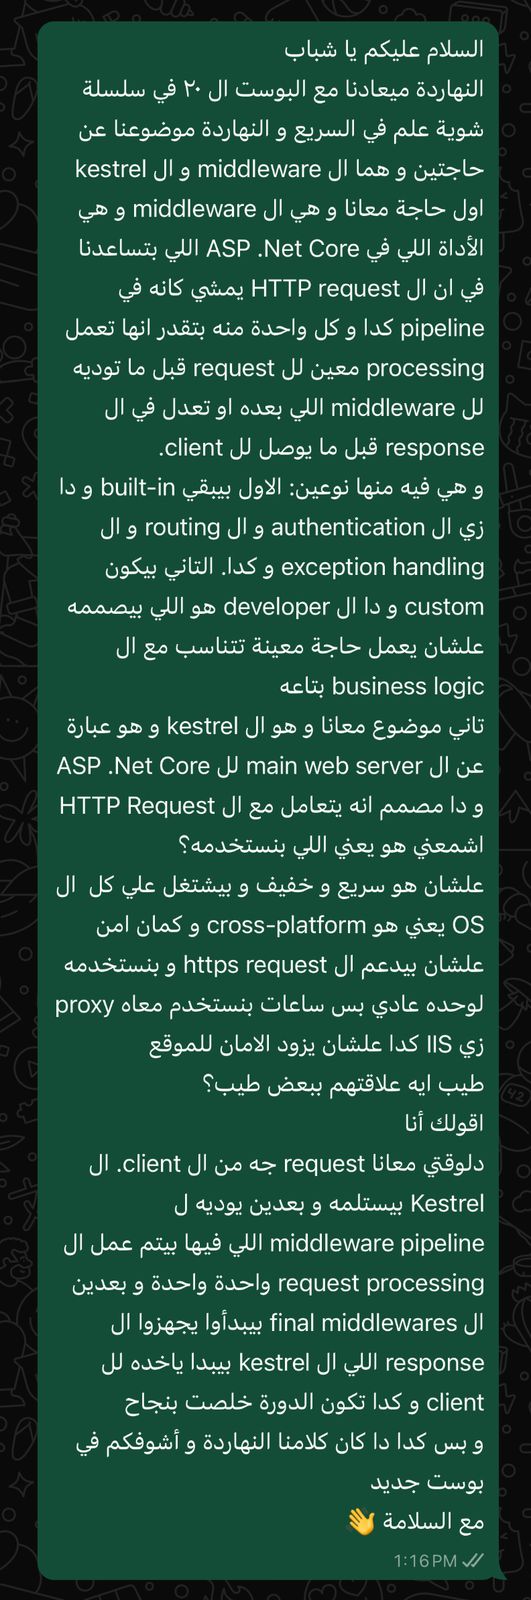 السلام عليكم يا شباب
النهاردة ميعادنا مع البوست ال ٢٠ في سلسلة
شوية علم في السريع و النهاردة موضوعنا عن
حاجتين و هما ال middleware و ال kestrel
اول حاجة معانا و هي ال middleware و هي
الأداة اللي في ASP .Net Core اللي بتساعدنا
في ان ال HTTP request يمشي كانه في
pipeline كدا و كل واحدة منه بتقدر انها تعمل
processing معين لل request قبل ما توديه
لل middleware اللي بعده او تعدل في ال
response قبل ما يوصل لل client.
و هي فيه منها نوعين: الاول بيبقي built-in و دا
زي ال authentication و ال routing و ال
exception handling و كدا. التاني بيكون
custom و دا ال developer هو اللي بيصممه
علشان يعمل حاجة معينة تتناسب مع ال
business logic بتاعه
تاني موضوع معانا و هو ال kestrel و هو عبارة
عن ال main web server لل ASP .Net Core
و دا مصمم انه يتعامل مع ال HTTP Request
اشمعني هو يعني اللي بنستخدمه؟
علشان هو سريع و خفيف و بيشتغل علي كل ال
OS يعني هو cross-platform و كمان امن
علشان بيدعم ال https request و بنستخدمه
لوحده عادي بس ساعات بنستخدم معاه proxy
زي IIS كدا علشان يزود الامان للموقع
طيب ايه علاقتهم ببعض طيب؟
اقولك أنا
دلوقتي معانا request جه من ال client. ال
Kestrel بيستلمه و بعدين يوديه ل
middleware pipeline اللي فيها بيتم عمل ال
request processing واحدة واحدة و بعدين
ال final middlewares بيبدأوا يجهزوا ال
response اللي ال kestrel بيبدا ياخده لل
client و كدا تكون الدورة خلصت بنجاح
و بس كدا دا كان كلامنا النهاردة و أشوفكم في
بوست جديد
مع السلامة 👋
1:16 PM